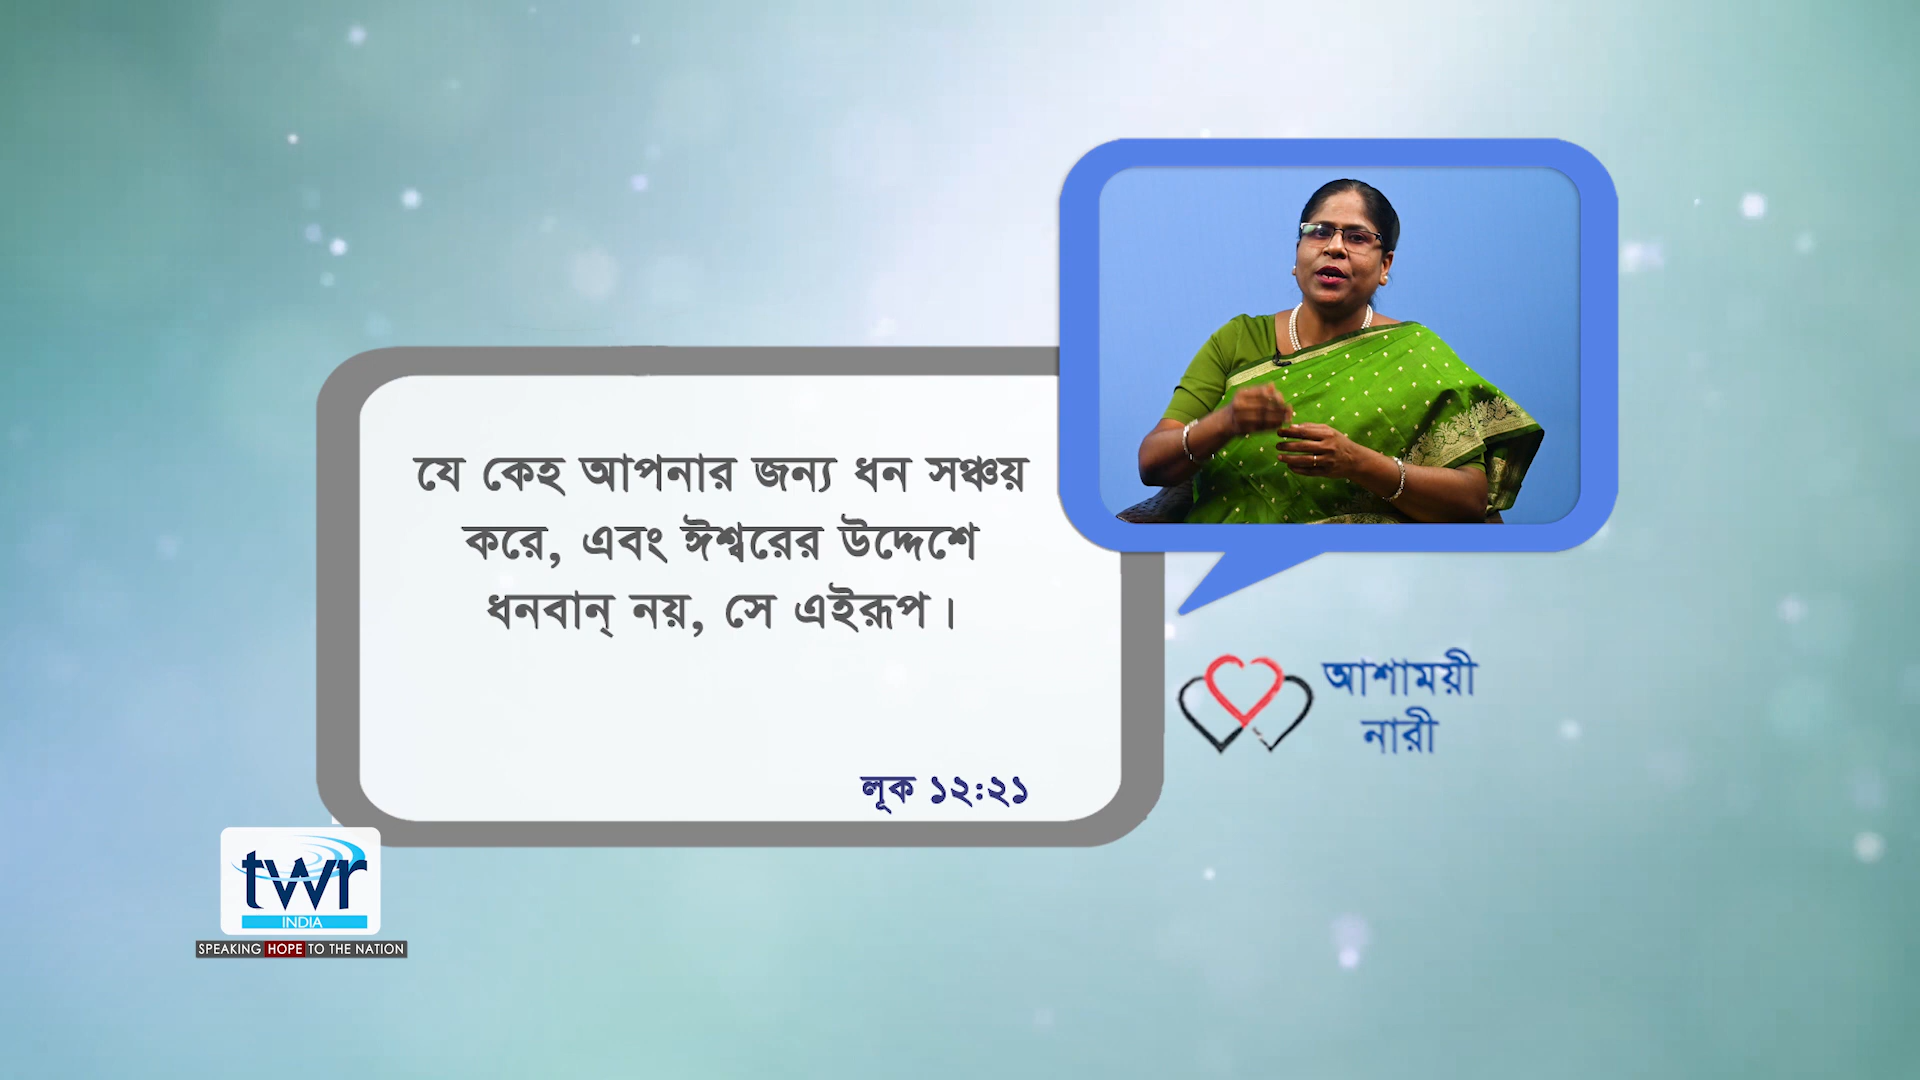 যে কেহ আপনার জন্য ধন সঞ্চয়
করে, এবং ঈশ্বরের উদ্দেশে
ধনবান্ নয়, সে এইরূপ।
লূক ১২:২১
আশাময়ী
নারী
twr
INDIA
SPEAKING HOPE TO THE NATION